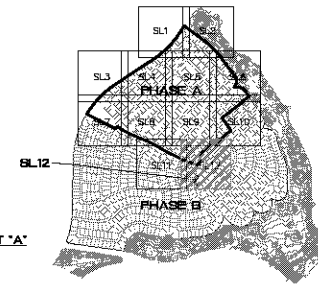 SL1 SL2
SL3 SL4 SL5 SL6
PHASE A
SL7 SL8 SL9 SL10
SL11
SL12
PHASE B
T "A"